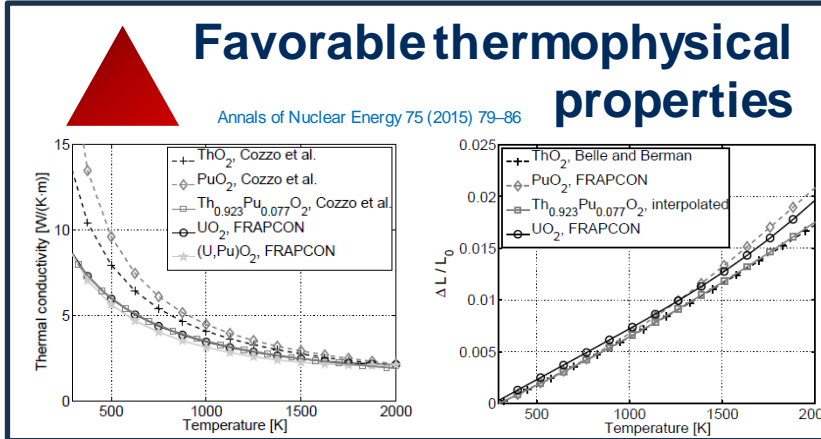 Favorable thermophysical
properties
Annals of Nuclear Energy 75 (2015) 79–86
15
10
5
0
Thermal conductivity [W/(K·m)]
ThO2, Cozzo et al.
PuO2, Cozzo et al.
Th0.923Pu0.077O2, Cozzo et al.
UO2, FRAPCON
(U,Pu)O2, FRAPCON
500
1000
1500
2000
Temperature [K]
0.025
0.02
0.015
0.01
0.005
0
Δ L / L0
ThO2, Belle and Berman
PuO2, FRAPCON
Th0.923Pu0.077O2, interpolated
UO2, FRAPCON
500
1000
1500
200
Temperature [K]